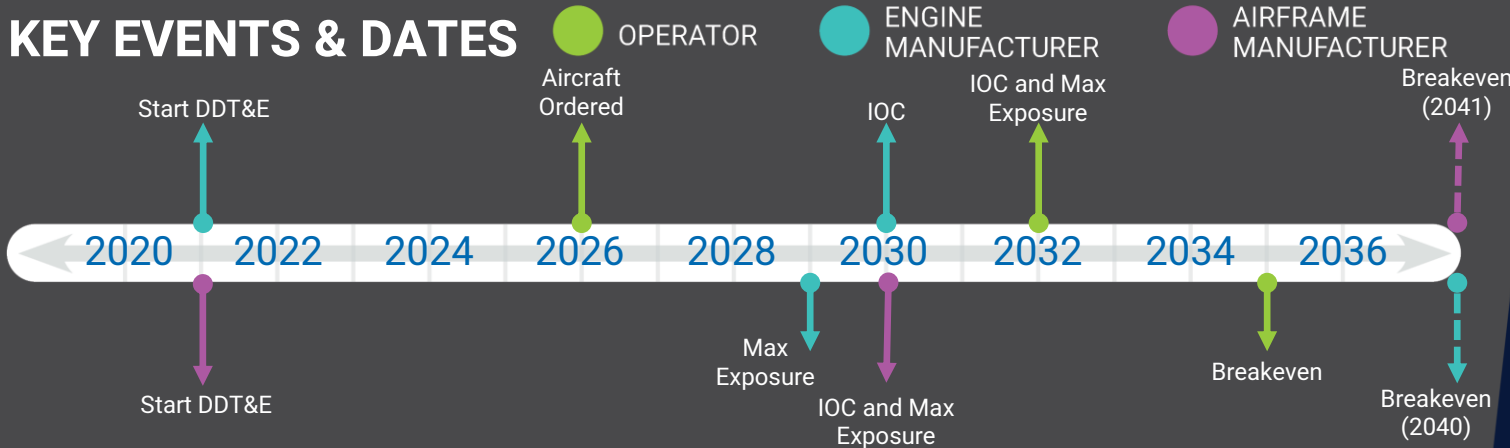 KEY EVENTS & DATES
OPERATOR
ENGINE
MANUFACTURER
AIRFRAME
MANUFACTURER
Start DDT&E
Aircraft
Ordered
IOC
IOC and Max
Exposure
Breakeven
(2041)
2020 2022 2024 2026 2028 2030 2032 2034 2036
Start DDT&E
Max
Exposure
IOC and Max
Exposure
Breakeven
Breakeven
(2040)